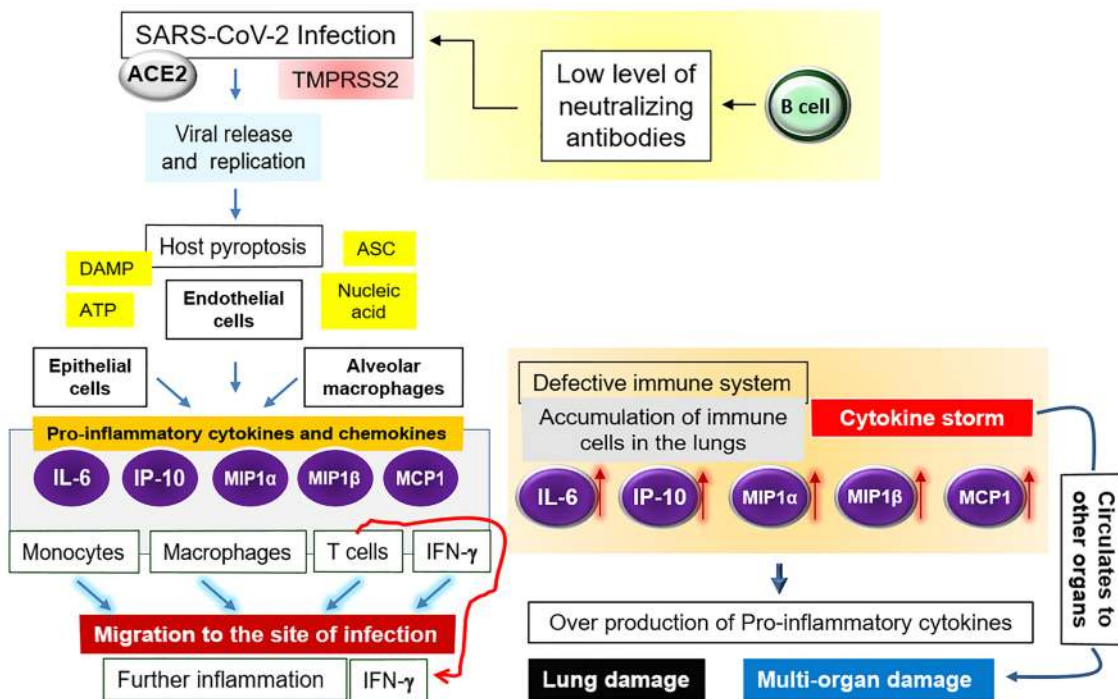 SARS-CoV-2 Infection
ACE2
TMPRSS2
Low level of
neutralizing
antibodies
B cell
Viral release
and replication
Host pyroptosis
DAMP
ATP
ASC
Nucleic
acid
Endothelial
cells
Epithelial
cells
Alveolar
macrophages
Pro-inflammatory cytokines and chemokines
IL-6
IP-10
MIP1α
MIP1β
MCP1
Monocytes
Macrophages
T cells
IFN-γ
Migration to the site of infection
Further inflammation
IFN-γ
Defective immune system
Accumulation of immune
cells in the lungs
Cytokine storm
IL-6
IP-10
MIP1α
MIP1β
MCP1
Circulates to
other organs
Over production of Pro-inflammatory cytokines
Lung damage
Multi-organ damage